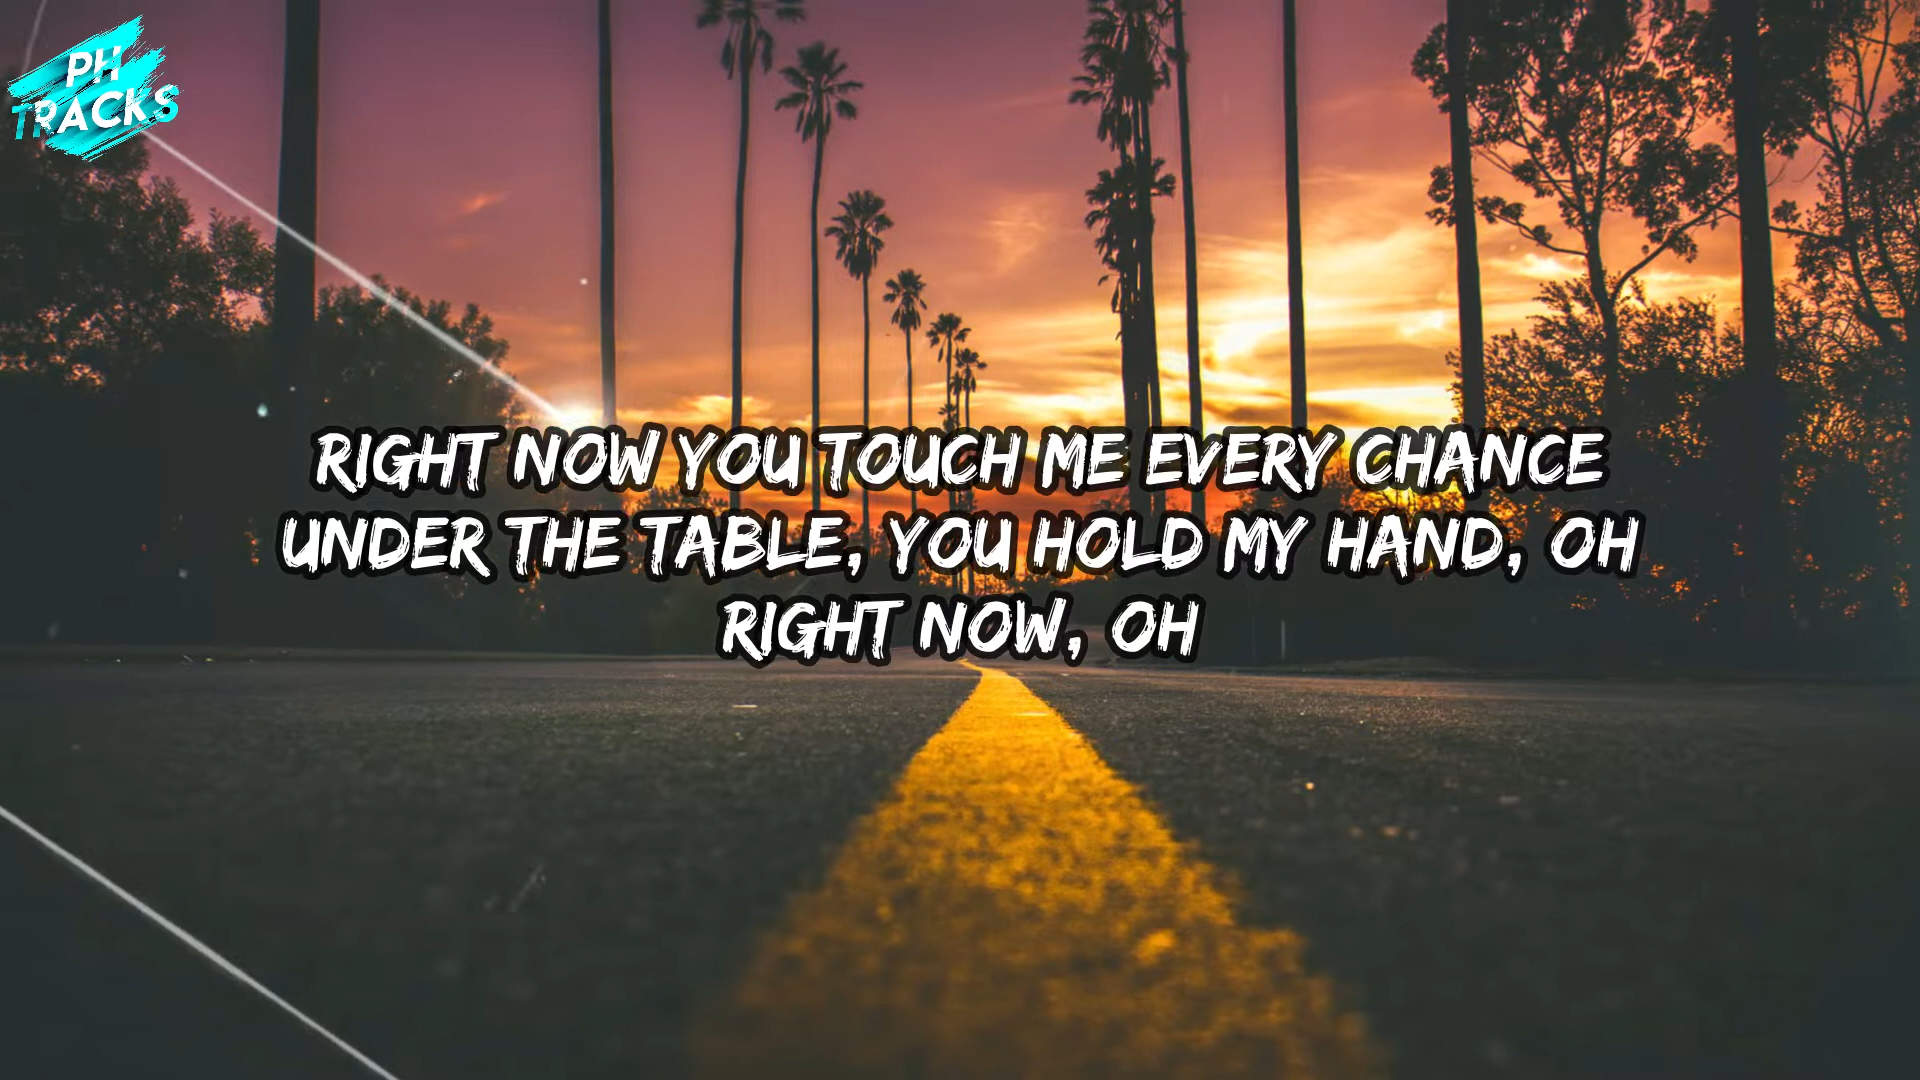 PH
TRACKS
RIGHT NOW YOU TOUCH ME EVERY CHANCE
UNDER THE TABLE, YOU HOLD MY HAND, OH
RIGHT NOW, OH